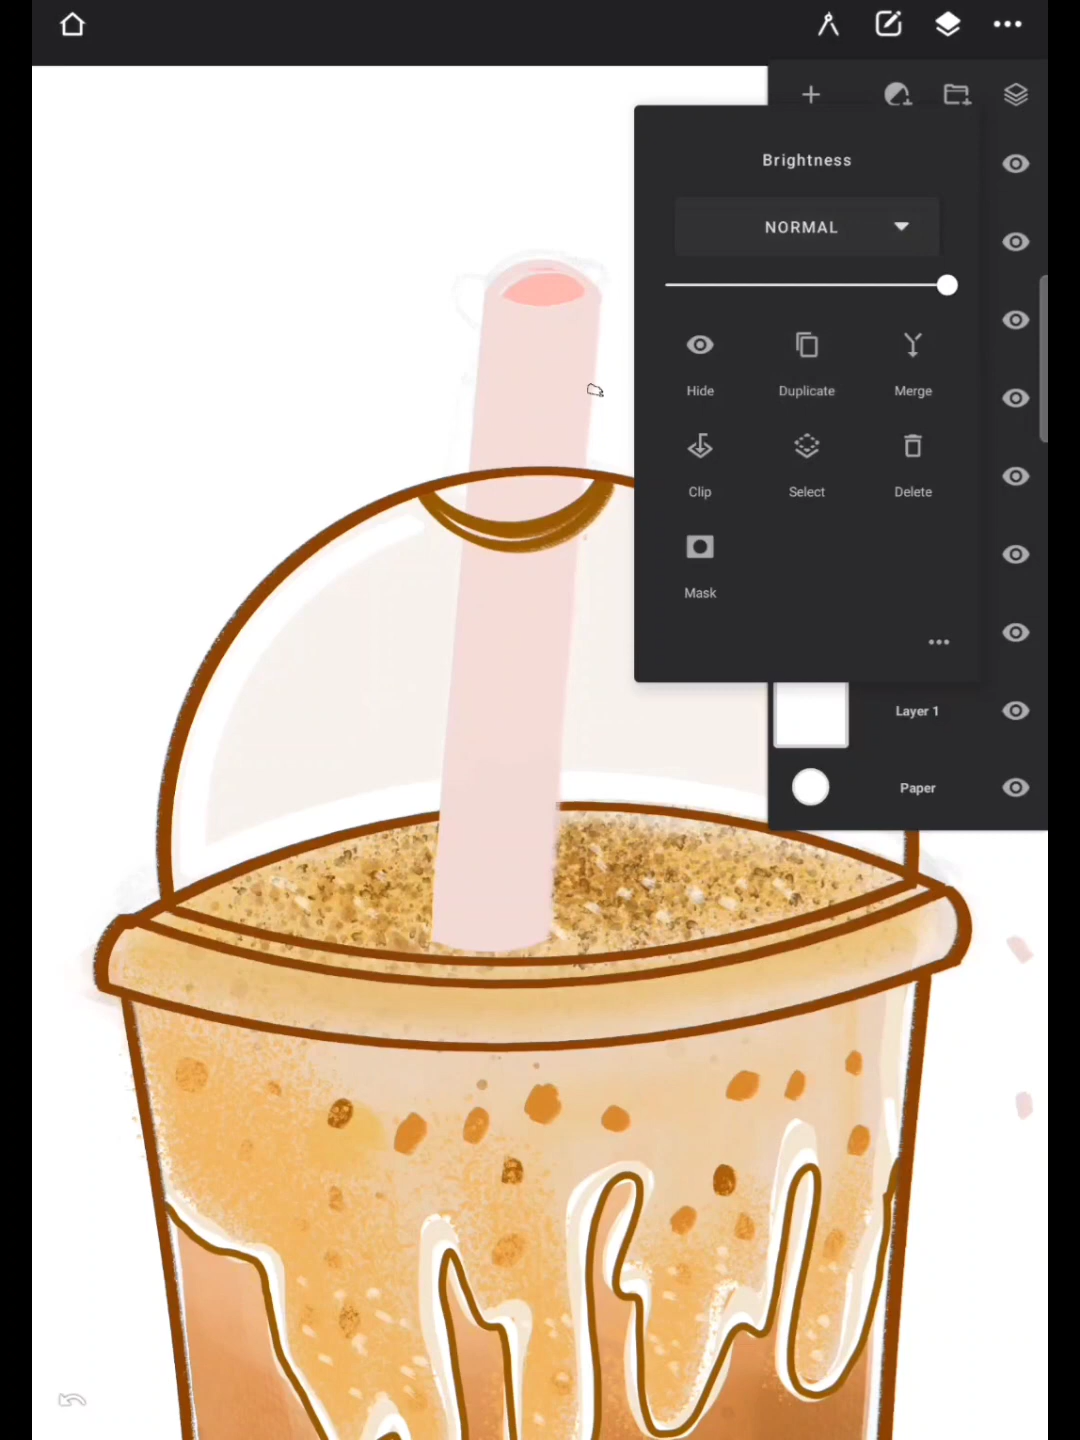 Brightness
NORMAL
Hide
Duplicate
Merge
Clip
Select
Delete
Mask
Layer 1
Paper